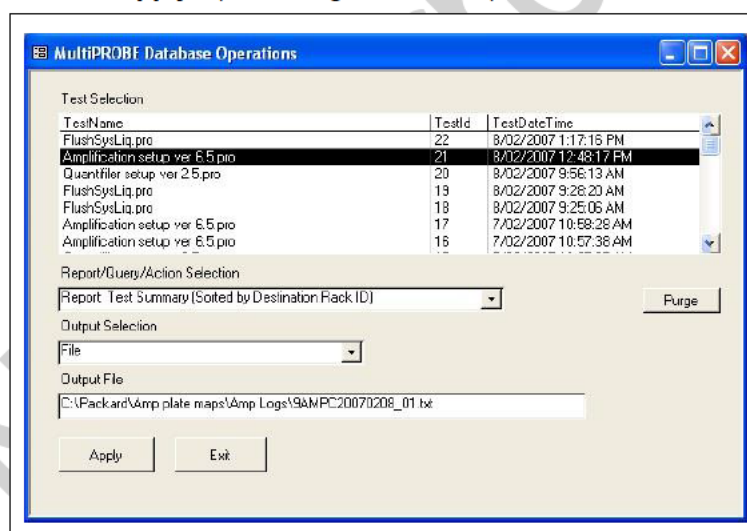 MultiPROBE Database Operations
Test Selection
TestName TestId TestDateTime
FlushSysLiq.pro 22 8/02/2007 1:17:16 PM
Amplification setup ver 6.5.pro 21 8/02/2007 12:48:17 PM
Quantfiler setup ver 2.5.pro 20 8/02/2007 9:56:13 AM
FlushSysLiq.pro 19 8/02/2007 9:28:20 AM
FlushSysLiq.pro 18 8/02/2007 9:25:06 AM
Amplification setup ver 6.5.pro 17 7/02/2007 10:58:28 AM
Amplification setup ver 6.5.pro 16 7/02/2007 10:57:38 AM
Report/Query/Action Selection
Report: Test Summary (Sorted by Destination Rack ID)
Purge
Output Selection
File
Output File
C:\Packard\Amp plate maps\Amp Logs\9AMPC20070208_01.txt
Apply Exit